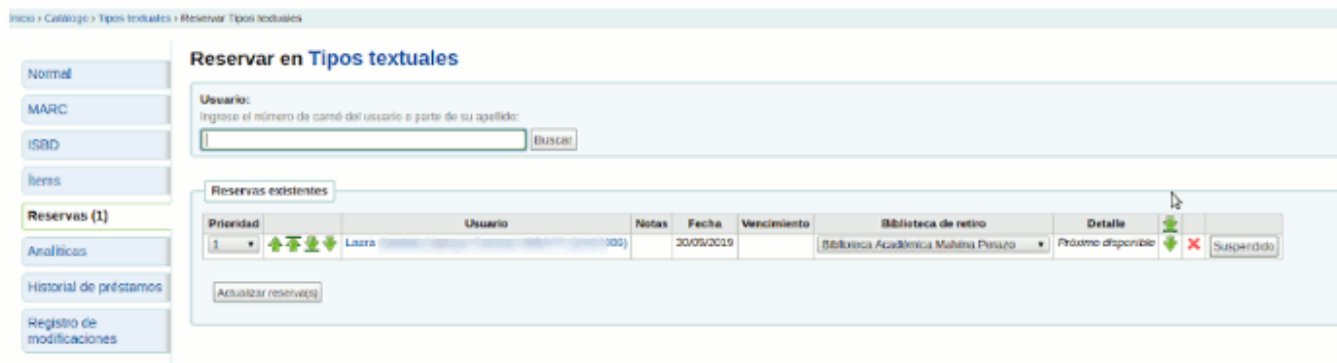 Inicio › Catálogo › Tipos textuales › Reservar Tipos textuales
Reservar en Tipos textuales
Normal
MARC
ISBD
Ítems
Reservas (1)
Analíticas
Historial de préstamos
Registro de
modificaciones
Usuario:
Ingrese el número de carné del usuario o parte de su apellido:
Buscar
Reservas existentes
Prioridad Usuario Notas Fecha Vencimiento Biblioteca de retiro Detalle
1 Laura 30/09/2019 Biblioteca Académica Malvina Perazo Próximo disponible Suspendido
Actualizar reserva(s)